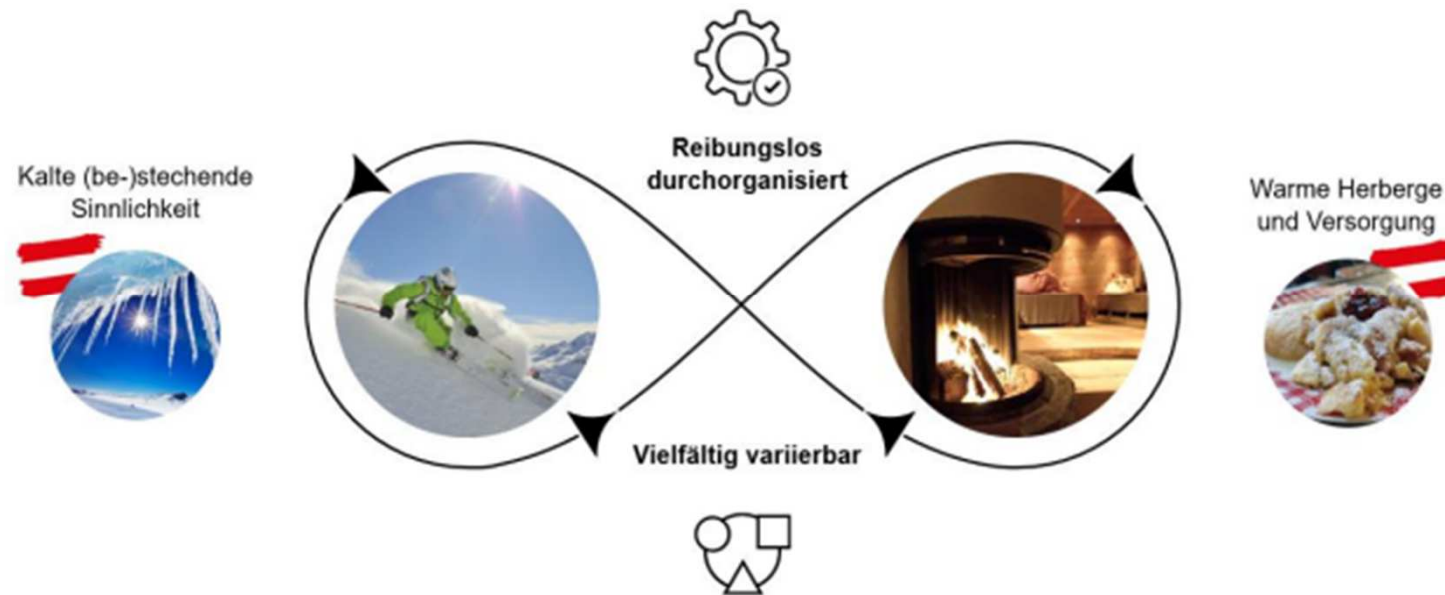 Reibungslos
durchorganisiert
Kalte (be-)stechende
Sinnlichkeit
Warme Herberge
und Versorgung
Vielfältig variierbar